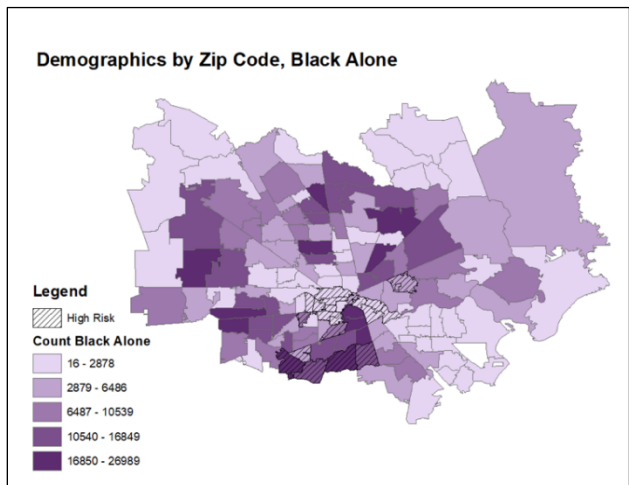 Demographics by Zip Code, Black Alone
Legend
High Risk
Count Black Alone
16 - 2878
2879 - 6486
6487 - 10539
10540 - 16849
16850 - 26989